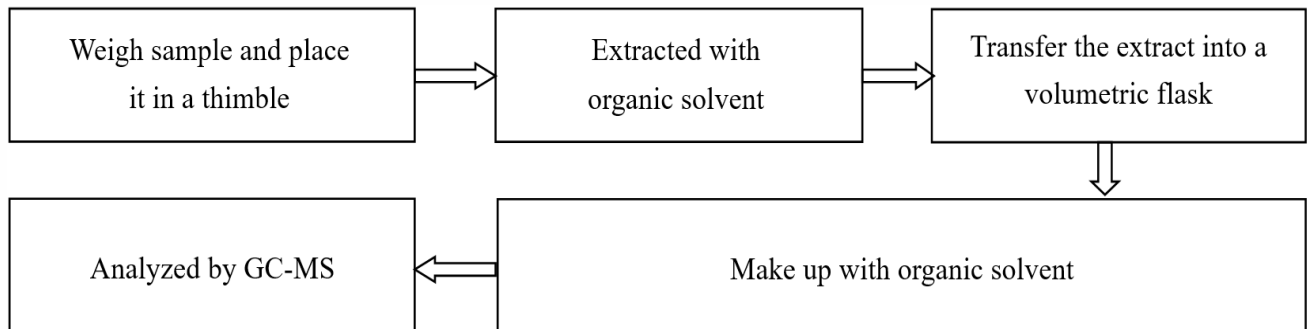 Weigh sample and place
it in a thimble
Extracted with
organic solvent
Transfer the extract into a
volumetric flask
Make up with organic solvent
Analyzed by GC-MS